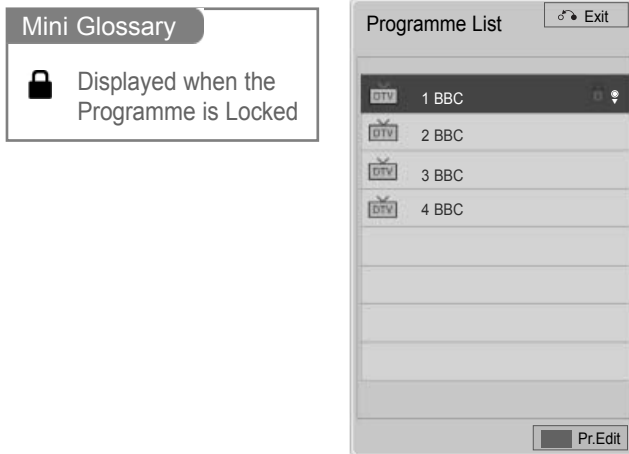 Mini Glossary
Displayed when the
Programme is Locked
Programme List
Exit
DTV 1 BBC
DTV 2 BBC
DTV 3 BBC
DTV 4 BBC
Pr.Edit